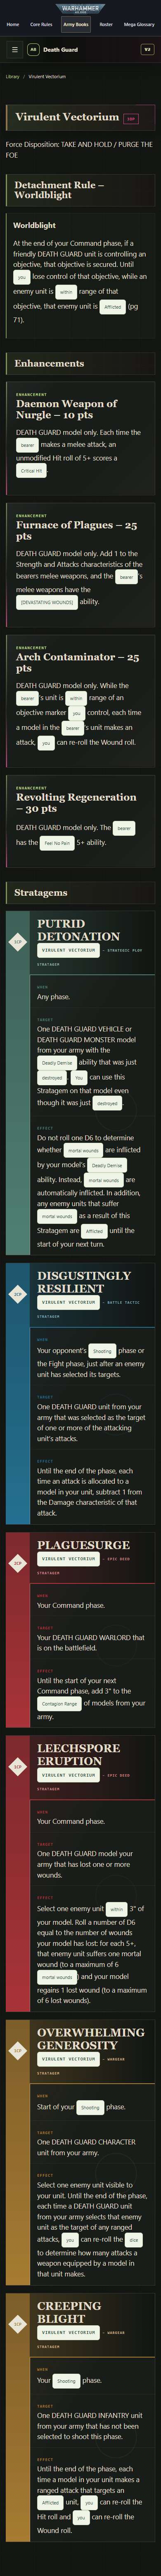 WARHAMMER
Home Core Rules Army Books Roster Mega Glossary
☰ AB Death Guard V2
Library / Virulent Vectorium
Virulent Vectorium 3DP
Force Disposition: TAKE AND HOLD / PURGE THE
FOE
Detachment Rule –
Worldblight
Worldblight
At the end of your Command phase, if a
friendly DEATH GUARD unit is controlling an
objective, that objective is secured. Until
you lose control of that objective, while an
enemy unit is within range of that
objective, that enemy unit is Afflicted (pg
71).
Enhancements
ENHANCEMENT
Daemon Weapon of
Nurgle – 10 pts
DEATH GUARD model only. Each time the
bearer makes a melee attack, an
unmodified Hit roll of 5+ scores a
Critical Hit.
ENHANCEMENT
Furnace of Plagues – 25
pts
DEATH GUARD model only. Add 1 to the
Strength and Attacks characteristics of the
bearers melee weapons, and the bearer's
melee weapons have the
[DEVASTATING WOUNDS] ability.
ENHANCEMENT
Arch Contaminator – 25
pts
DEATH GUARD model only. While the
bearer's unit is within range of an
objective marker you control, each time
a model in the bearer's unit makes an
attack, you can re-roll the Wound roll.
ENHANCEMENT
Revolting Regeneration
– 30 pts
DEATH GUARD model only. The bearer
has the Feel No Pain 5+ ability.
Stratagems
1CP
PUTRID
DETONATION
VIRULENT VECTORIUM – STRATEGIC PLOY
STRATAGEM
WHEN
Any phase.
TARGET
One DEATH GUARD VEHICLE or
DEATH GUARD MONSTER model
from your army with the
Deadly Demise ability that was just
destroyed. You can use this
Stratagem on that model even
though it was just destroyed.
EFFECT
Do not roll one D6 to determine
whether mortal wounds are inflicted
by your model's Deadly Demise
ability. Instead, mortal wounds are
automatically inflicted. In addition,
any enemy units that suffer
mortal wounds as a result of this
Stratagem are Afflicted until the
start of your next turn.
2CP
DISGUSTINGLY
RESILIENT
VIRULENT VECTORIUM – BATTLE TACTIC
STRATAGEM
WHEN
Your opponent's Shooting phase or
the Fight phase, just after an enemy
unit has selected its targets.
TARGET
One DEATH GUARD unit from your
army that was selected as the target
of one or more of the attacking
unit's attacks.
EFFECT
Until the end of the phase, each
time an attack is allocated to a
model in your unit, subtract 1 from
the Damage characteristic of that
attack.
1CP
PLAGUESURGE
VIRULENT VECTORIUM – EPIC DEED
STRATAGEM
WHEN
Your Command phase.
TARGET
Your DEATH GUARD WARLORD that
is on the battlefield.
EFFECT
Until the start of your next
Command phase, add 3" to the
Contagion Range of models from your
army.
1CP
LEECHSPORE
ERUPTION
VIRULENT VECTORIUM – EPIC DEED
STRATAGEM
WHEN
Your Command phase.
TARGET
One DEATH GUARD model your
army that has lost one or more
wounds.
EFFECT
Select one enemy unit within 3" of
your model. Roll a number of D6
equal to the number of wounds
your model has lost: for each 5+,
that enemy unit suffers one mortal
wound (to a maximum of 6
mortal wounds) and your model
regains 1 lost wound (to a maximum
of 6 lost wounds).
1CP
OVERWHELMING
GENEROSITY
VIRULENT VECTORIUM – WARGEAR
STRATAGEM
WHEN
Start of your Shooting phase.
TARGET
One DEATH GUARD CHARACTER
unit from your army.
EFFECT
Select one enemy unit visible to
your unit. Until the end of the phase,
each time a DEATH GUARD unit
from your army selects that enemy
unit as the target of any ranged
attacks, you can re-roll the dice
to determine how many attacks a
weapon equipped by a model in
that unit makes.
1CP
CREEPING
BLIGHT
VIRULENT VECTORIUM – WARGEAR
STRATAGEM
WHEN
Your Shooting phase.
TARGET
One DEATH GUARD INFANTRY unit
from your army that has not been
selected to shoot this phase.
EFFECT
Until the end of the phase, each
time a model in your unit makes a
ranged attack that targets an
Afflicted unit, you can re-roll the
Hit roll and you can re-roll the
Wound roll.